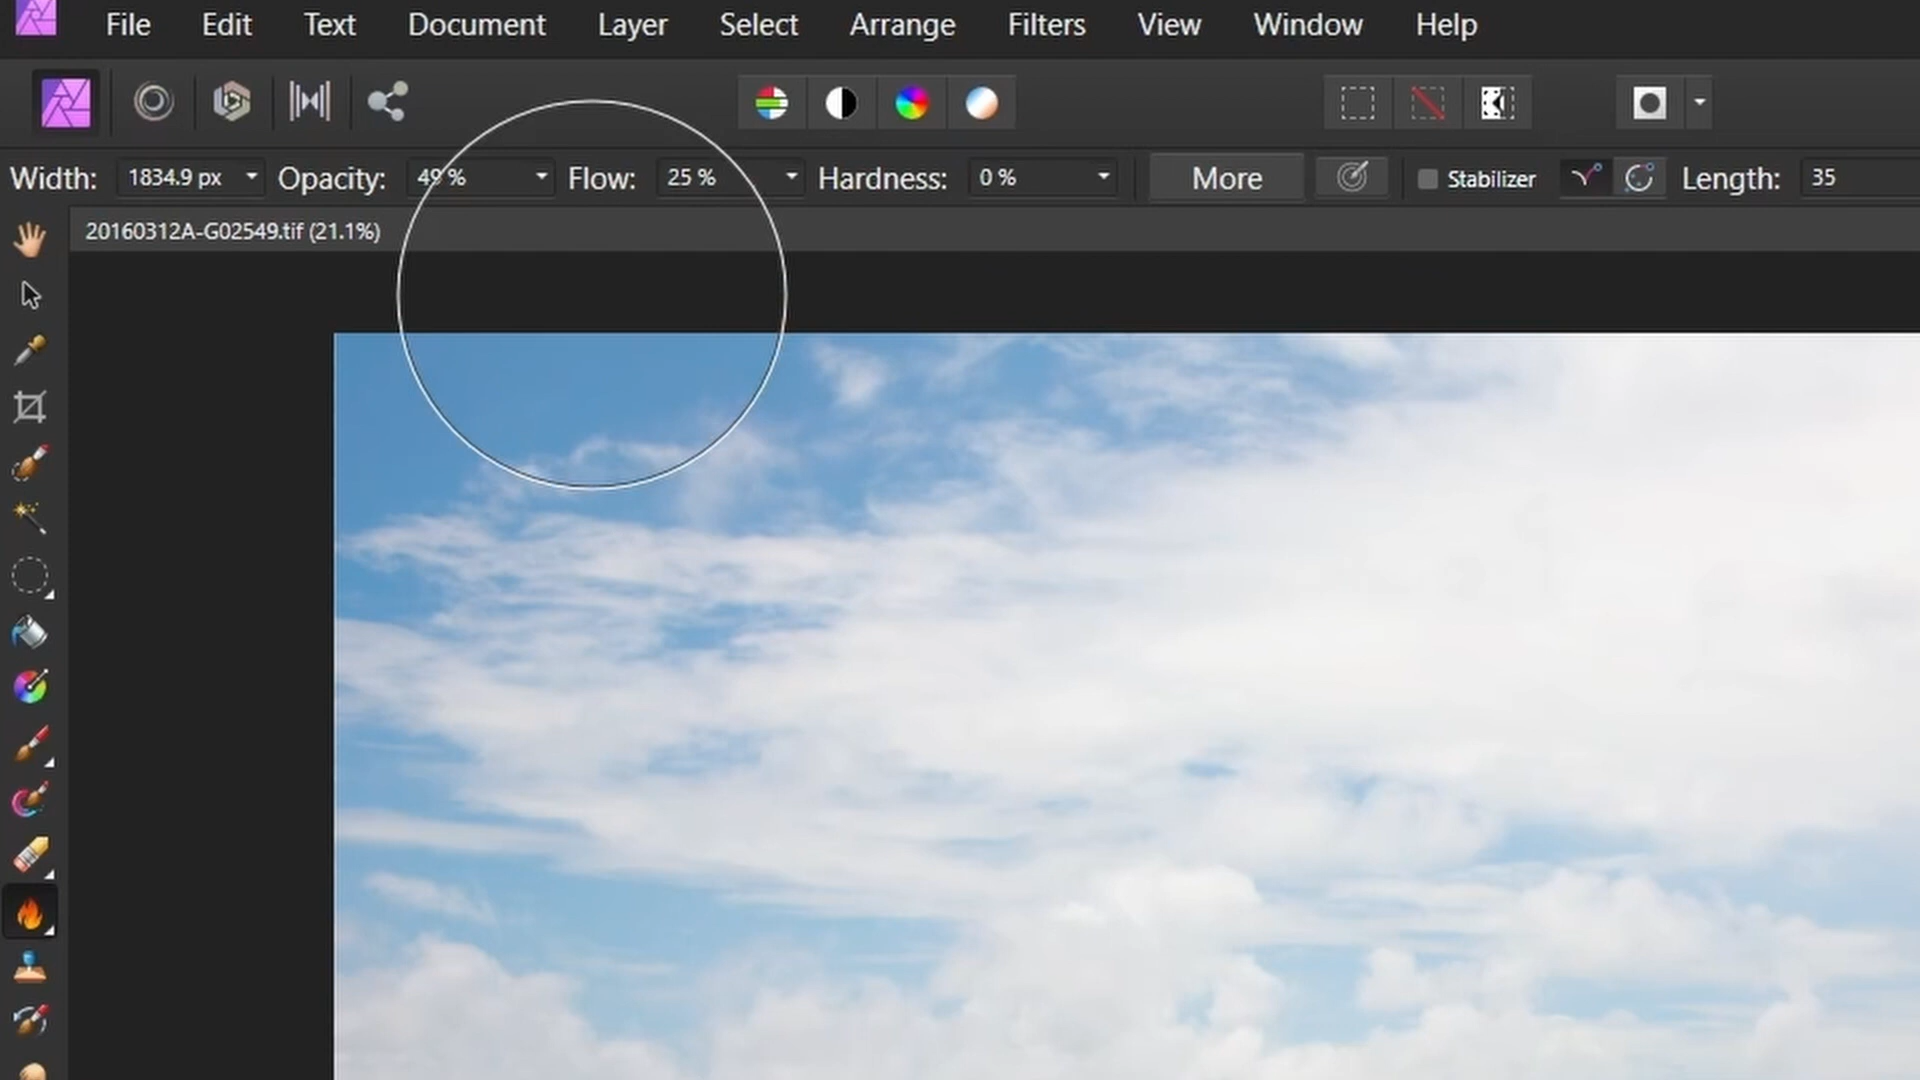 File Edit Text Document Layer Select Arrange Filters View Window Help
Width: 1834.9 px Opacity: 49 % Flow: 25 % Hardness: 0 % More Stabilizer Length: 35
20160312A-G02549.tif (21.1%)